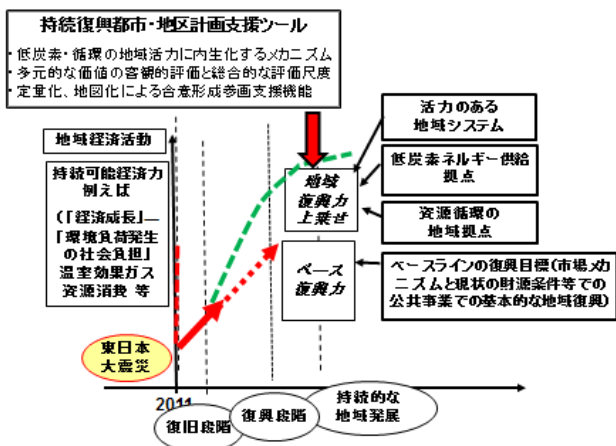 持続復興都市・地区計画支援ツール
・低炭素・循環の地域活力に内生化するメカニズム
・多元的な価値の客観的評価と総合的な評価尺度
・定量化、地図化による合意形成参画支援機能
地域経済活動
持続可能経済力
例えば
(「経済成長」―
「環境負荷発生
の社会負担」
温室効果ガス
資源消費 等
東日本
大震災
2011
復旧段階
復興段階
持続的な
地域発展
地域
復興力
上乗せ
ベース
復興力
活力のある
地域システム
低炭素ネルギー供給
拠点
資源循環の
地域拠点
ベースラインの復興目標(市場メカ
ニズムと現状の財源条件等での
公共事業での基本的な地域復興)